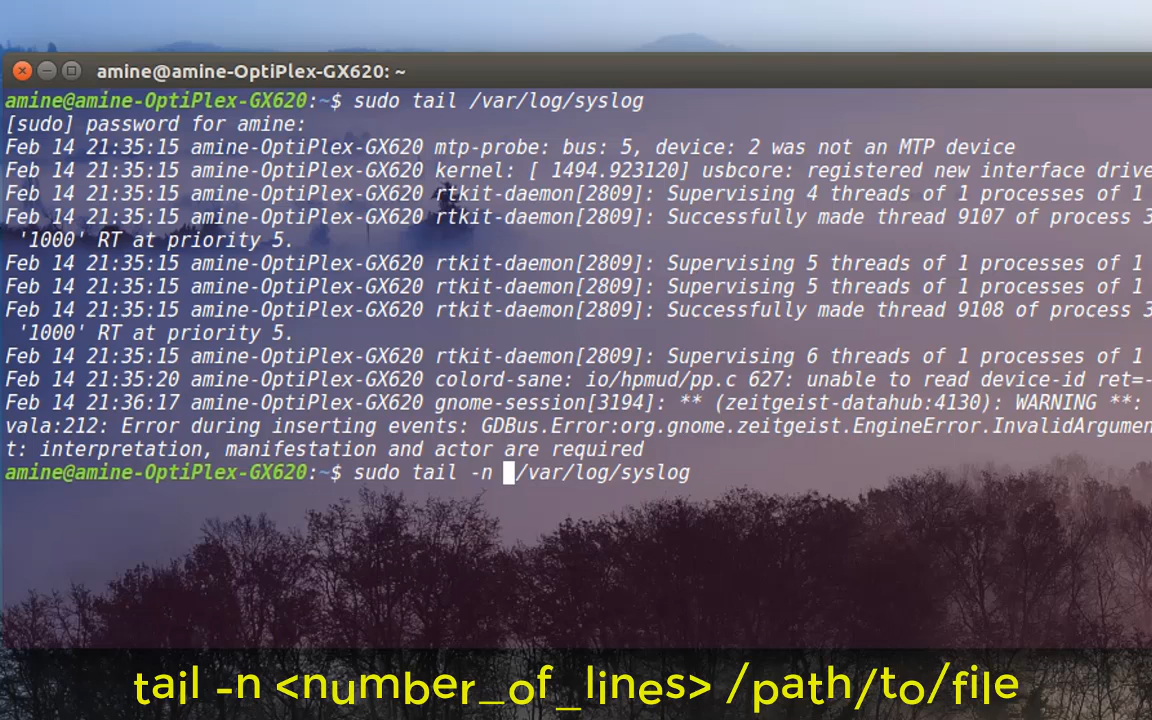 amine@amine-OptiPlex-GX620: ~
amine@amine-OptiPlex-GX620:~$ sudo tail /var/log/syslog
[sudo] password for amine:
Feb 14 21:35:15 amine-OptiPlex-GX620 mtp-probe: bus: 5, device: 2 was not an MTP device
Feb 14 21:35:15 amine-OptiPlex-GX620 kernel: [ 1494.923120] usbcore: registered new interface drive
Feb 14 21:35:15 amine-OptiPlex-GX620 rtkit-daemon[2809]: Supervising 4 threads of 1 processes of 1
Feb 14 21:35:15 amine-OptiPlex-GX620 rtkit-daemon[2809]: Successfully made thread 9107 of process 3
'1000' RT at priority 5.
Feb 14 21:35:15 amine-OptiPlex-GX620 rtkit-daemon[2809]: Supervising 5 threads of 1 processes of 1
Feb 14 21:35:15 amine-OptiPlex-GX620 rtkit-daemon[2809]: Supervising 5 threads of 1 processes of 1
Feb 14 21:35:15 amine-OptiPlex-GX620 rtkit-daemon[2809]: Successfully made thread 9108 of process 3
'1000' RT at priority 5.
Feb 14 21:35:15 amine-OptiPlex-GX620 rtkit-daemon[2809]: Supervising 6 threads of 1 processes of 1
Feb 14 21:35:20 amine-OptiPlex-GX620 colord-sane: io/hpmud/pp.c 627: unable to read device-id ret=-
Feb 14 21:36:17 amine-OptiPlex-GX620 gnome-session[3194]: ** (zeitgeist-datahub:4130): WARNING **:
vala:212: Error during inserting events: GDBus.Error:org.gnome.zeitgeist.EngineError.InvalidArgumen
t: interpretation, manifestation and actor are required
amine@amine-OptiPlex-GX620:~$ sudo tail -n /var/log/syslog
tail -n <number_of_lines> /path/to/file